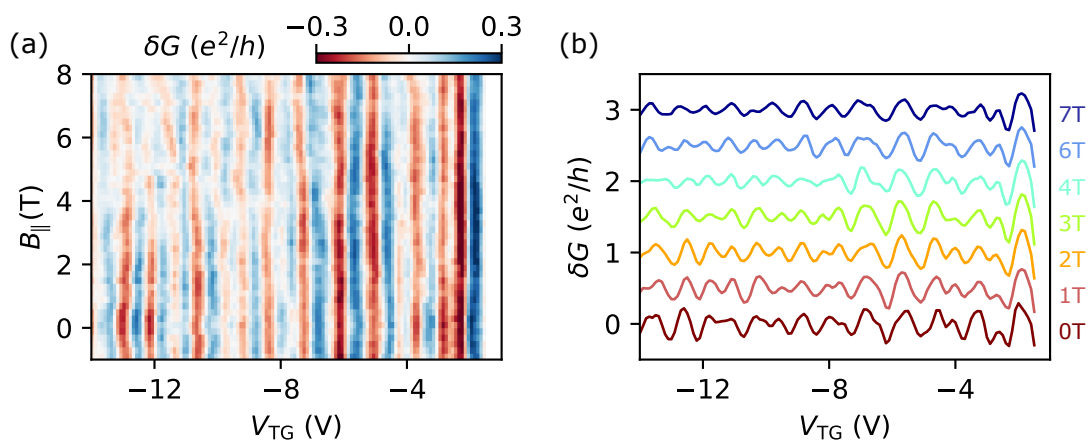 (a)
δG (e²/h)
−0.3
0.0
0.3
8
6
4
2
0
B∥ (T)
−12
−8
−4
V_TG (V)
(b)
3
2
1
0
δG (e²/h)
−12
−8
−4
V_TG (V)
7T
6T
4T
3T
2T
1T
0T